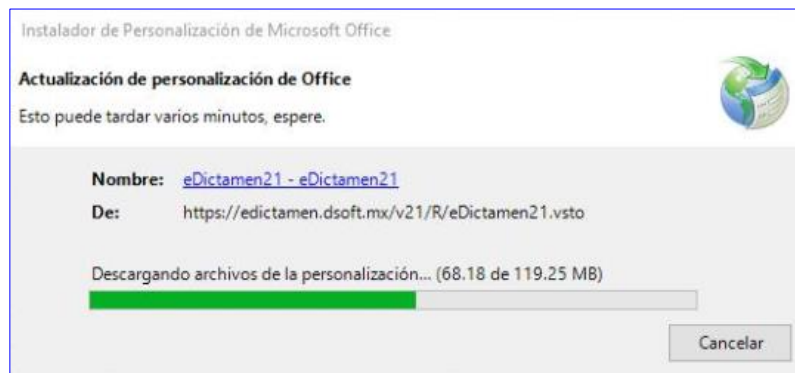 Instalador de Personalización de Microsoft Office
Actualización de personalización de Office
Esto puede tardar varios minutos, espere.
Nombre: eDictamen21 - eDictamen21
De: https://edictamen.dsoft.mx/v21/R/eDictamen21.vsto
Descargando archivos de la personalización... (68.18 de 119.25 MB)
Cancelar